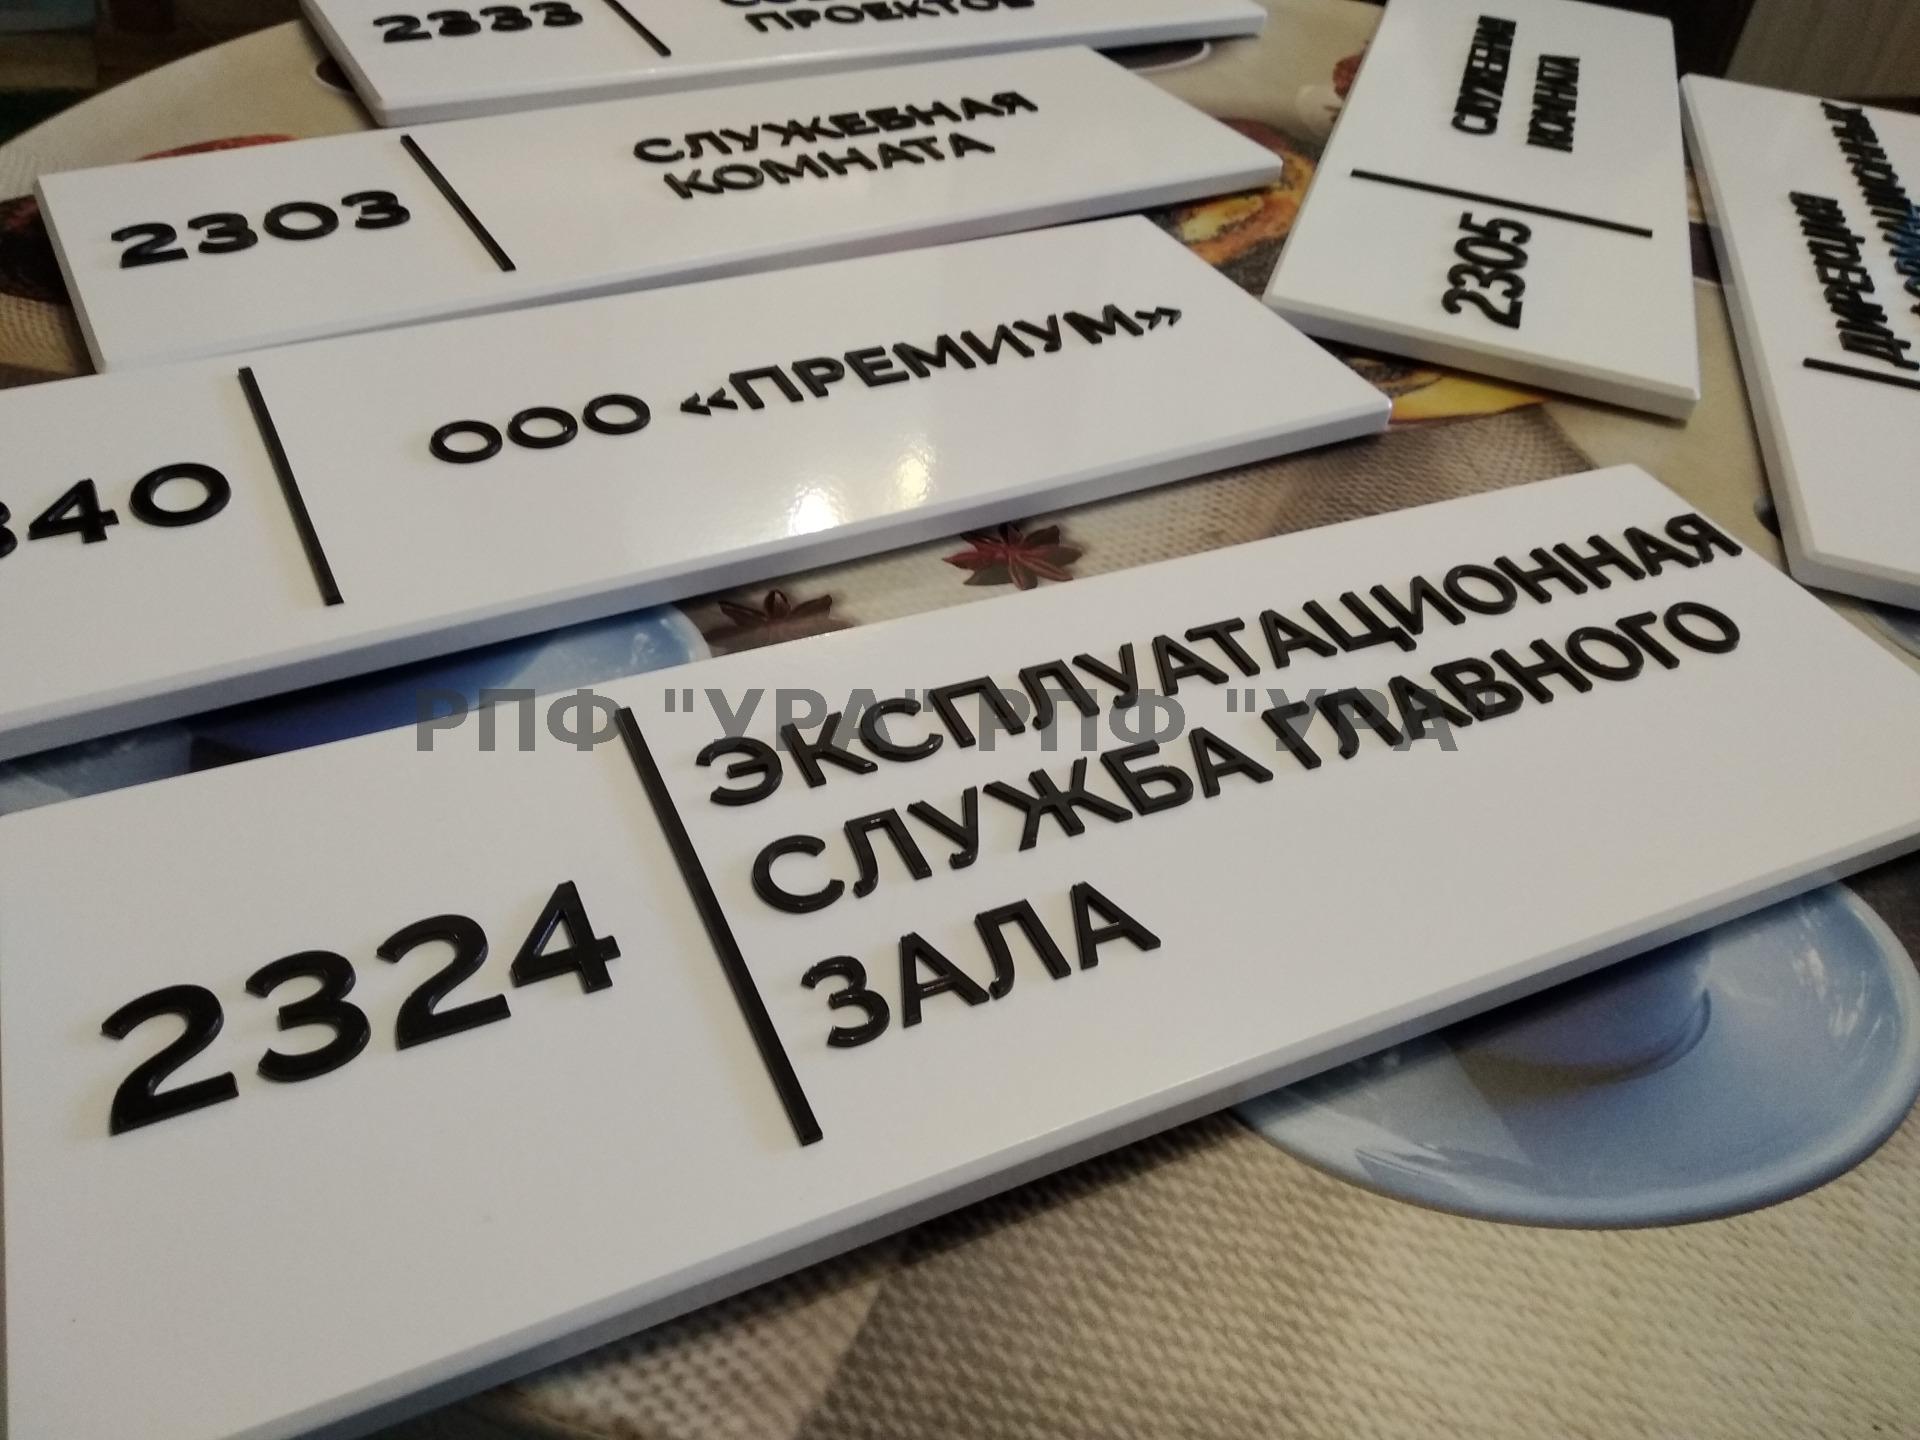 2333
ПРОЕКТОВ
2303
СЛУЖЕБНАЯ
КОМНАТА
340
ООО «ПРЕМИУМ»
2324
ЭКСПЛУАТАЦИОННАЯ
СЛУЖБА ГЛАВНОГО
ЗАЛА
2305
СЛУЖЕБНАЯ
КОМНАТА
ДИРЕКЦИЯ
РПФ "УРА" РПФ "УРА"